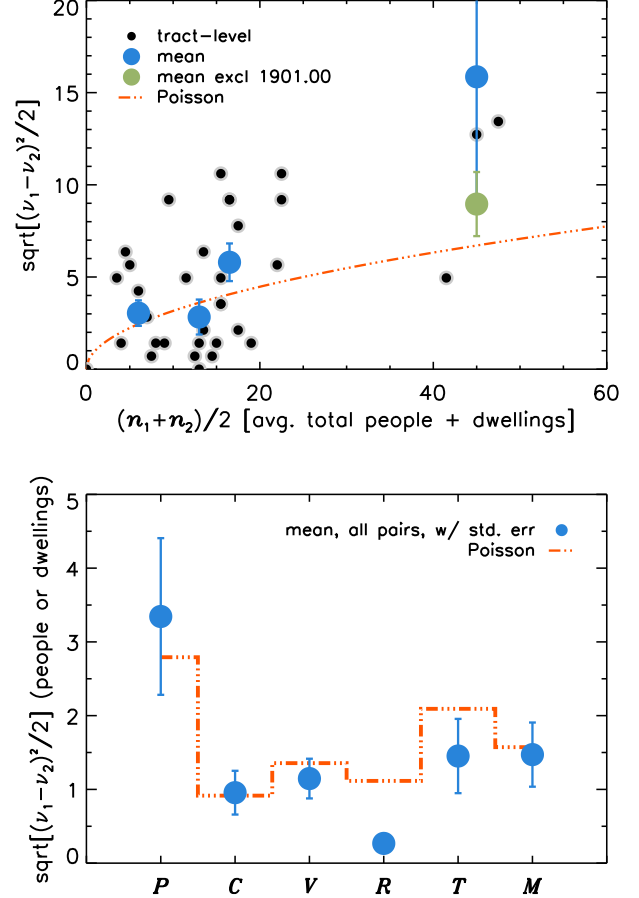 20
15
10
5
0
sqrt[(ν₁−ν₂)²/2]
tract−level
mean
mean excl 1901.00
Poisson
0 20 40 60
(n₁+n₂)/2 [avg. total people + dwellings]
5
4
3
2
1
0
sqrt[(ν₁−ν₂)²/2] (people or dwellings)
mean, all pairs, w/ std. err
Poisson
P C V R T M